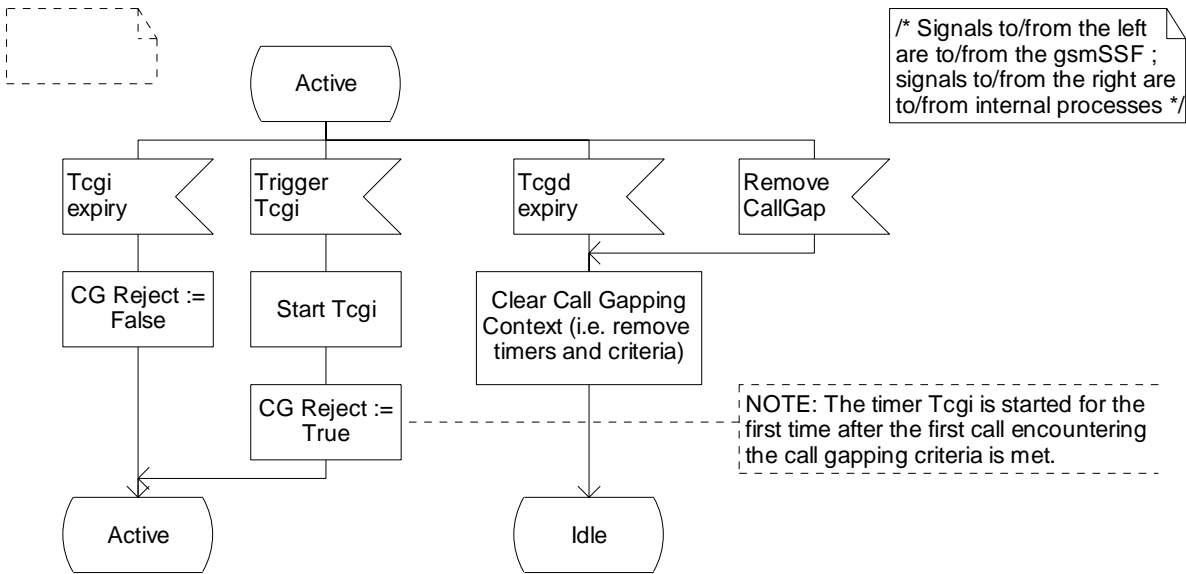 /* Signals to/from the left
are to/from the gsmSSF ;
signals to/from the right are
to/from internal processes */
Active
Tcgi
expiry
Trigger
Tcgi
Tcgd
expiry
Remove
CallGap
CG Reject :=
False
Start Tcgi
Clear Call Gapping
Context (i.e. remove
timers and criteria)
CG Reject :=
True
NOTE: The timer Tcgi is started for the
first time after the first call encountering
the call gapping criteria is met.
Active
Idle